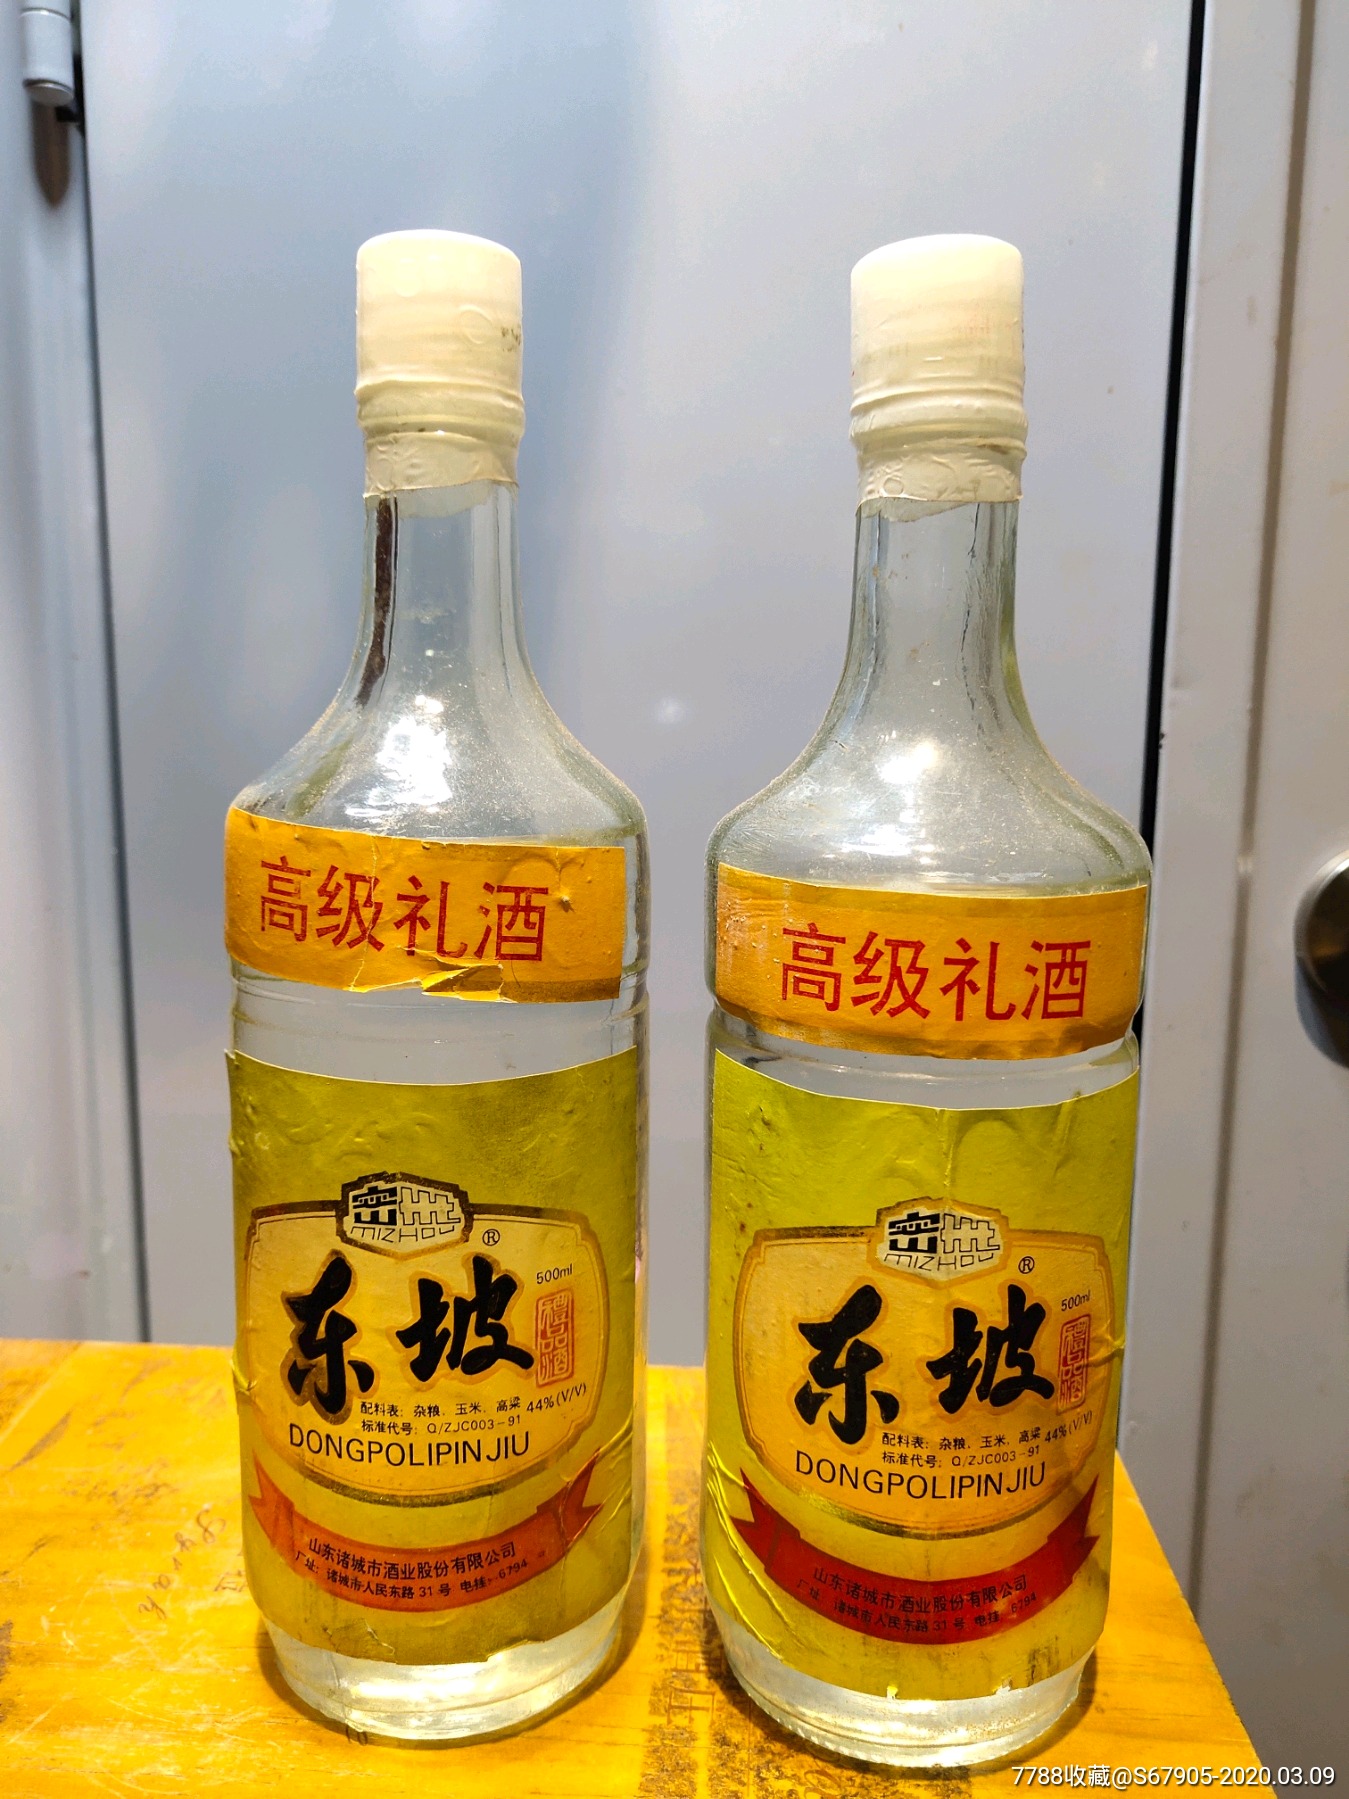 高级礼酒
密州
MIZHOU
®
500ml
东坡
禮品酒
配料表：杂粮、玉米、高粱 44%(V/V)
标准代号：Q/ZJC003-91
DONGPOLIPINJIU
山东诸城市酒业股份有限公司
厂址：诸城市人民东路31号 电挂：6794
高级礼酒
密州
MIZHOU
®
500ml
东坡
禮品酒
配料表：杂粮、玉米、高粱 44%(V/V)
标准代号：Q/ZJC003-91
DONGPOLIPINJIU
山东诸城市酒业股份有限公司
厂址：诸城市人民东路31号 电挂：6794
7788收藏@S67905-2020.03.09